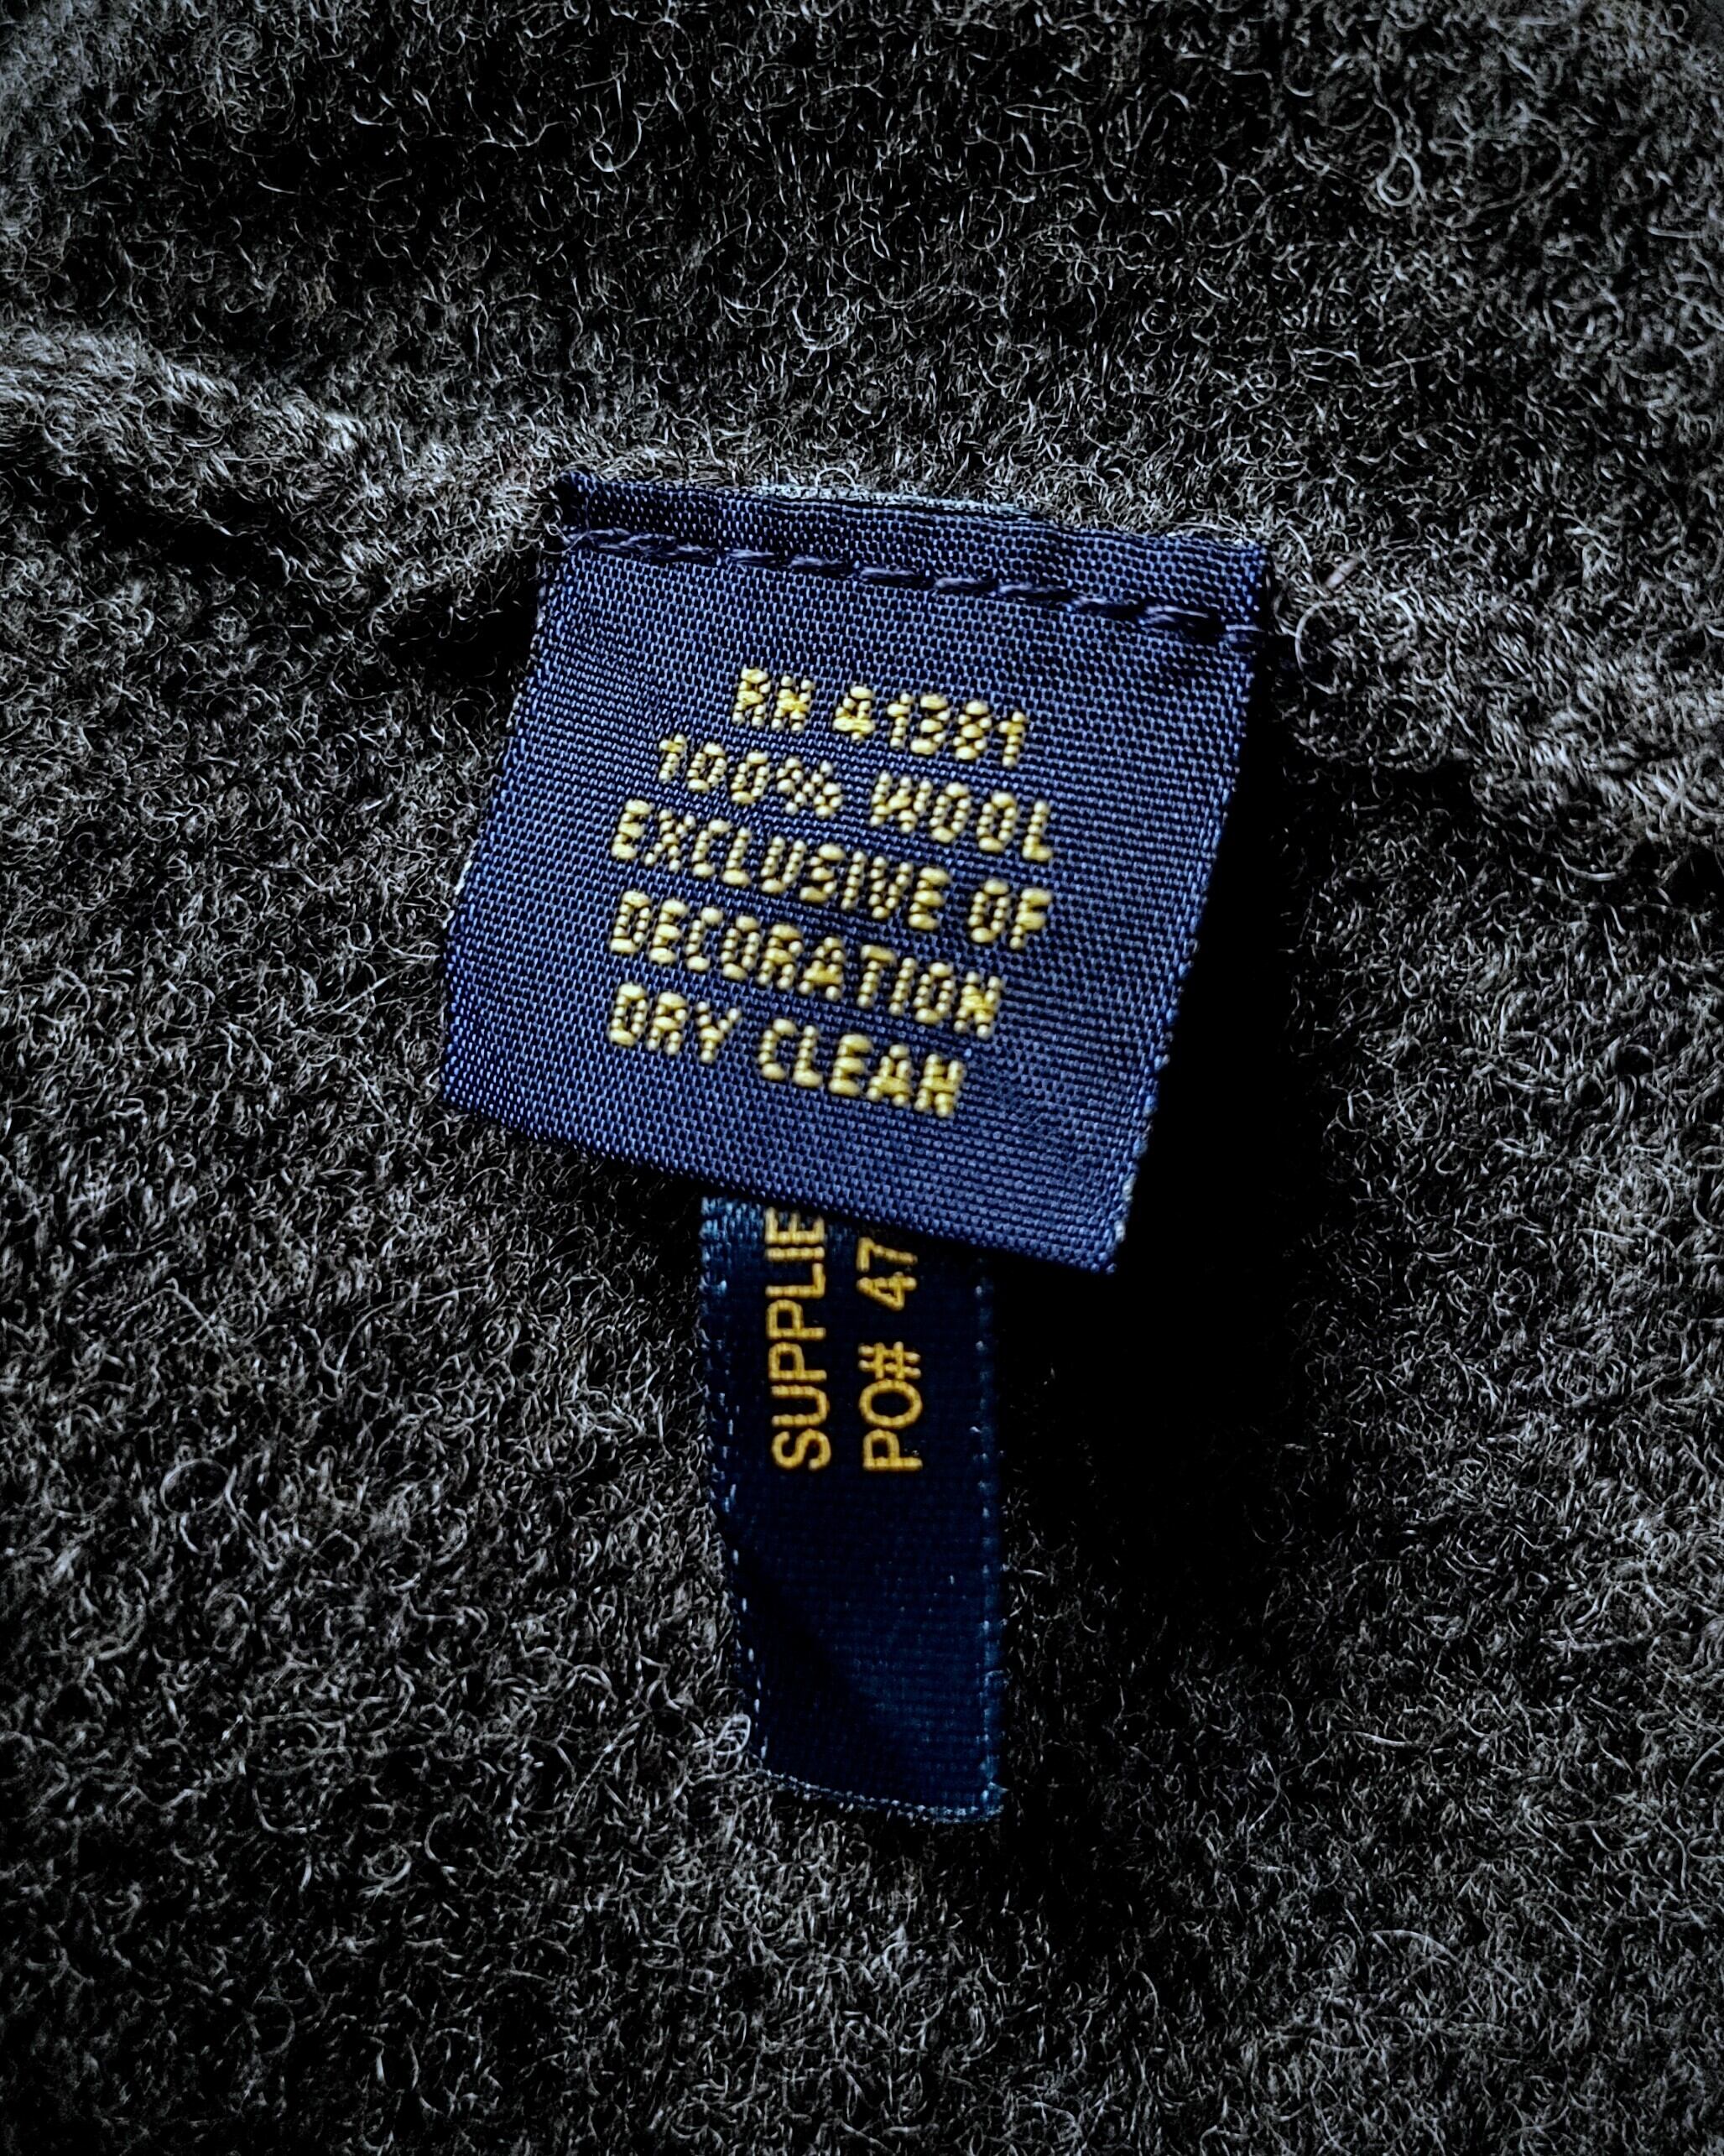 RN 41381
100% WOOL
EXCLUSIVE OF
DECORATION
DRY CLEAN
SUPPLIE
PO# 47